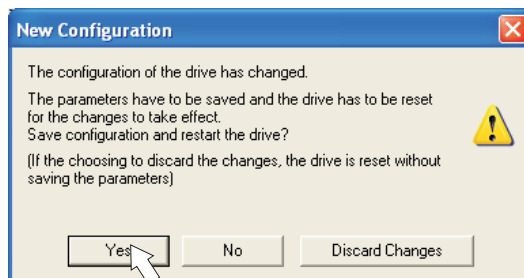 New Configuration
The configuration of the drive has changed.
The parameters have to be saved and the drive has to be reset
for the changes to take effect.
Save configuration and restart the drive?
(If the choosing to discard the changes, the drive is reset without
saving the parameters)
Yes
No
Discard Changes